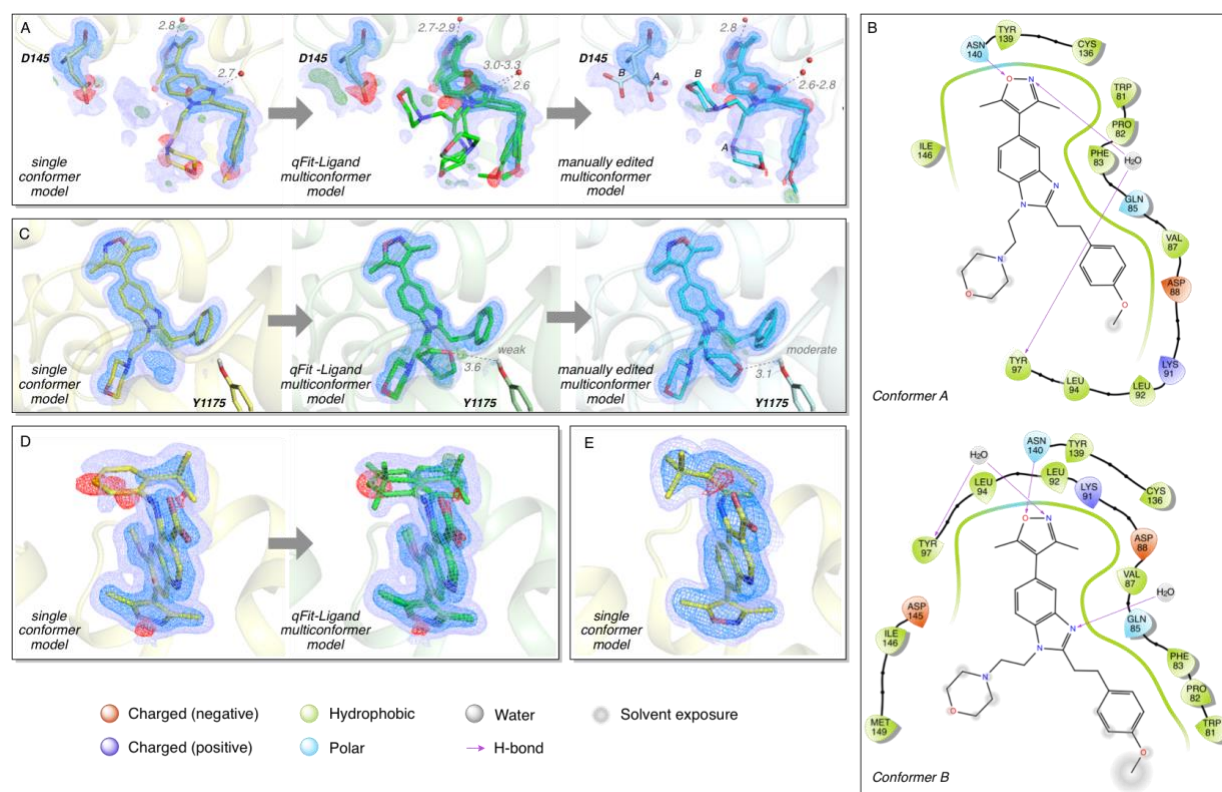 A
2.8
D145
2.7
single
conformer
model
2.7-2.9
D145
3.0-3.3
2.6
qFit-Ligand
multiconformer
model
2.8
D145
B
A
B
2.6-2.8
A
manually edited
multiconformer
model
C
single
conformer
model
Y1175
weak
3.6
qFit -Ligand
multiconformer
model
Y1175
moderate
3.1
manually edited
multiconformer
model
Y1175
D
single
conformer
model
qFit-Ligand
multiconformer
model
E
single
conformer
model
B
ASN
140
TYR
139
CYS
136
O
N
TRP
81
PRO
82
ILE
146
PHE
83
H2O
GLN
85
N
N
VAL
87
N
ASP
88
O
O
LYS
91
TYR
97
LEU
94
LEU
92
Conformer A
H2O
ASN
140
TYR
139
LEU
94
LEU
92
LYS
91
CYS
136
O
N
TYR
97
ASP
88
VAL
87
H2O
ASP
145
GLN
85
ILE
146
N
N
PHE
83
N
PRO
82
O
MET
149
TRP
81
O
Conformer B
Charged (negative)
Hydrophobic
Water
Solvent exposure
Charged (positive)
Polar
H-bond